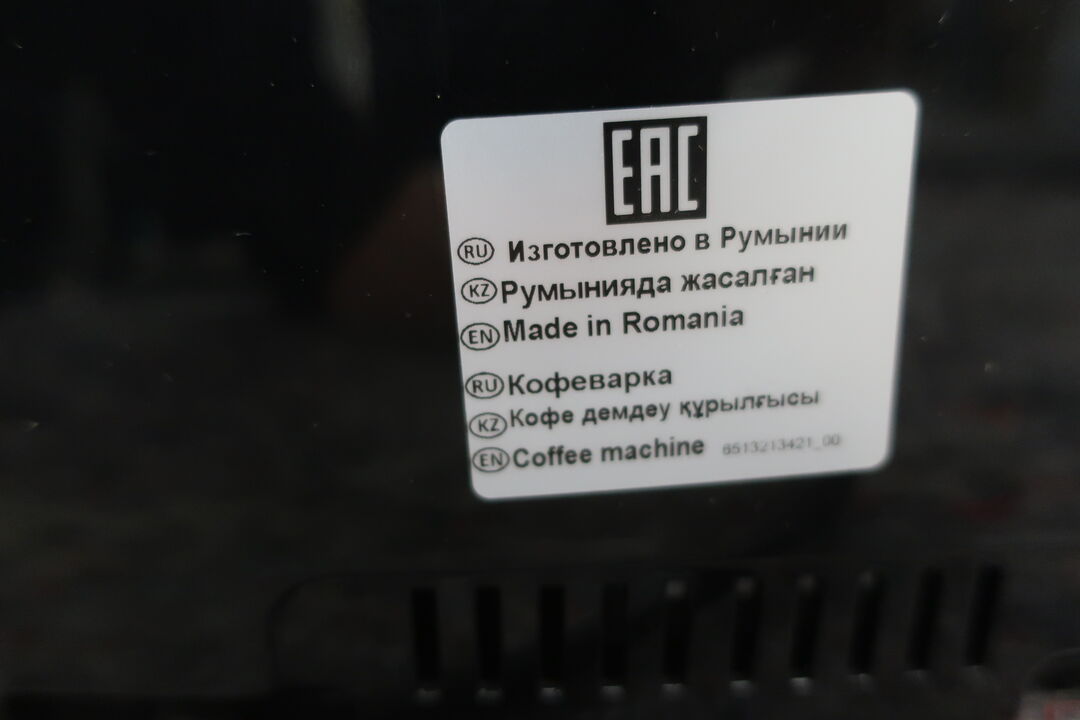 EAC
RU Изготовлено в Румынии
KZ Румынияда жасалған
EN Made in Romania
RU Кофеварка
KZ Кофе демдеу құрылғысы
EN Coffee machine 6513213421_00